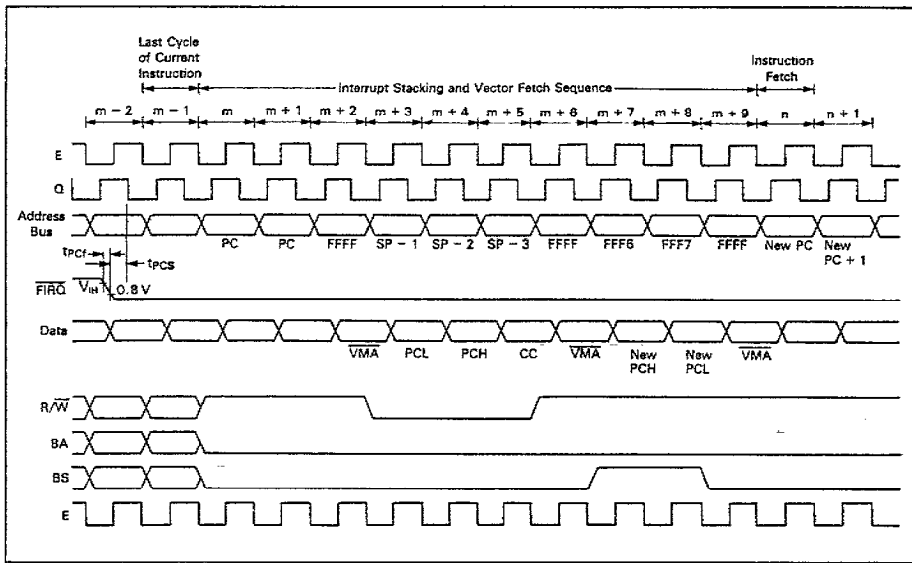 Last Cycle
of Current
Instruction
Instruction
Fetch
Interrupt Stacking and Vector Fetch Sequence
m − 2 m − 1 m m + 1 m + 2 m + 3 m + 4 m + 5 m + 6 m + 7 m + 8 m + 9 n n + 1
E
Q
Address
Bus
PC PC FFFF SP − 1 SP − 2 SP − 3 FFFF FFF6 FFF7 FFFF New PC New
PC + 1
tPCf
tPCS
FIRQ VIH 0.8 V
Data
VMA PCL PCH CC VMA New
PCH New
PCL VMA
R/W
BA
BS
E